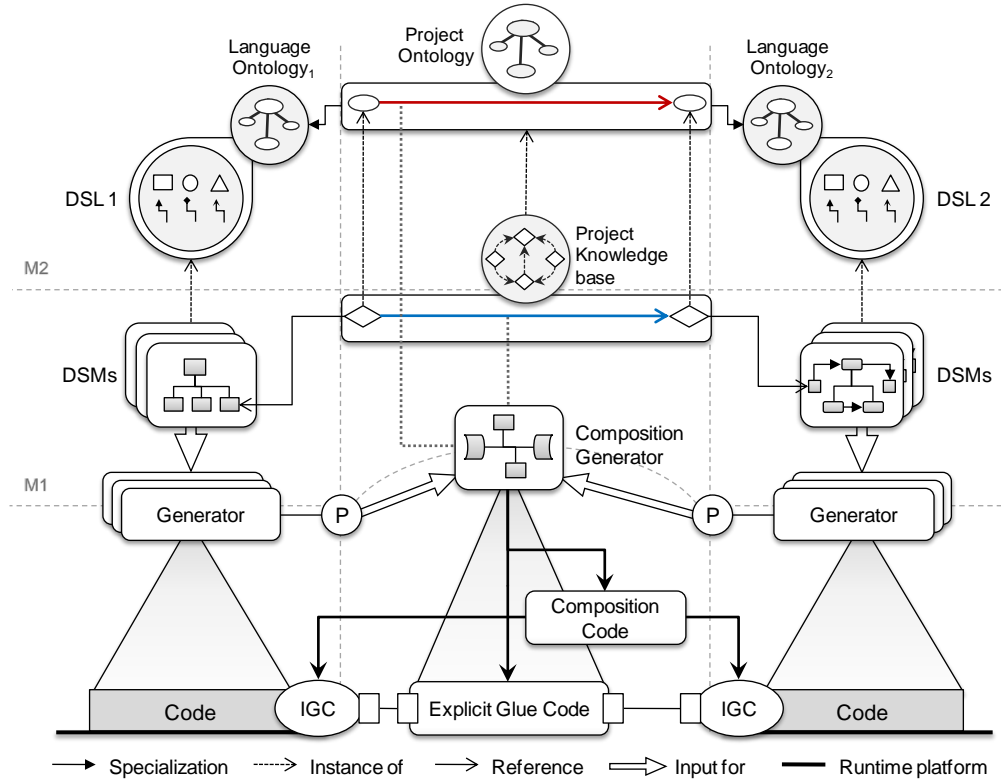 Project
Ontology
Language
Ontology1
Language
Ontology2
DSL 1
DSL 2
Project
Knowledge
base
M2
DSMs
DSMs
Composition
Generator
M1
Generator
P
P
Generator
Composition
Code
Code
IGC
Explicit Glue Code
IGC
Code
Specialization
Instance of
Reference
Input for
Runtime platform